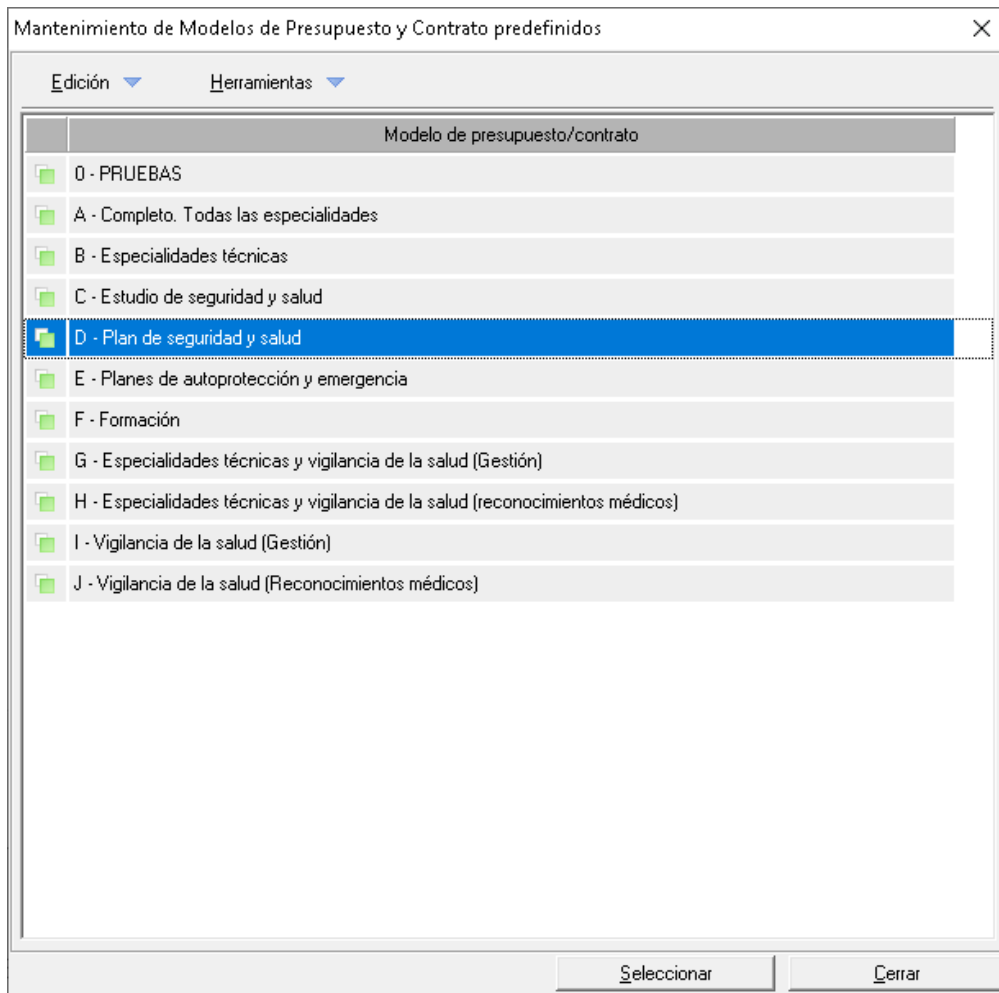 Mantenimiento de Modelos de Presupuesto y Contrato predefinidos
Edición Herramientas
Modelo de presupuesto/contrato
0 - PRUEBAS
A - Completo. Todas las especialidades
B - Especialidades técnicas
C - Estudio de seguridad y salud
D - Plan de seguridad y salud
E - Planes de autoprotección y emergencia
F - Formación
G - Especialidades técnicas y vigilancia de la salud (Gestión)
H - Especialidades técnicas y vigilancia de la salud (reconocimientos médicos)
I - Vigilancia de la salud (Gestión)
J - Vigilancia de la salud (Reconocimientos médicos)
Seleccionar Cerrar